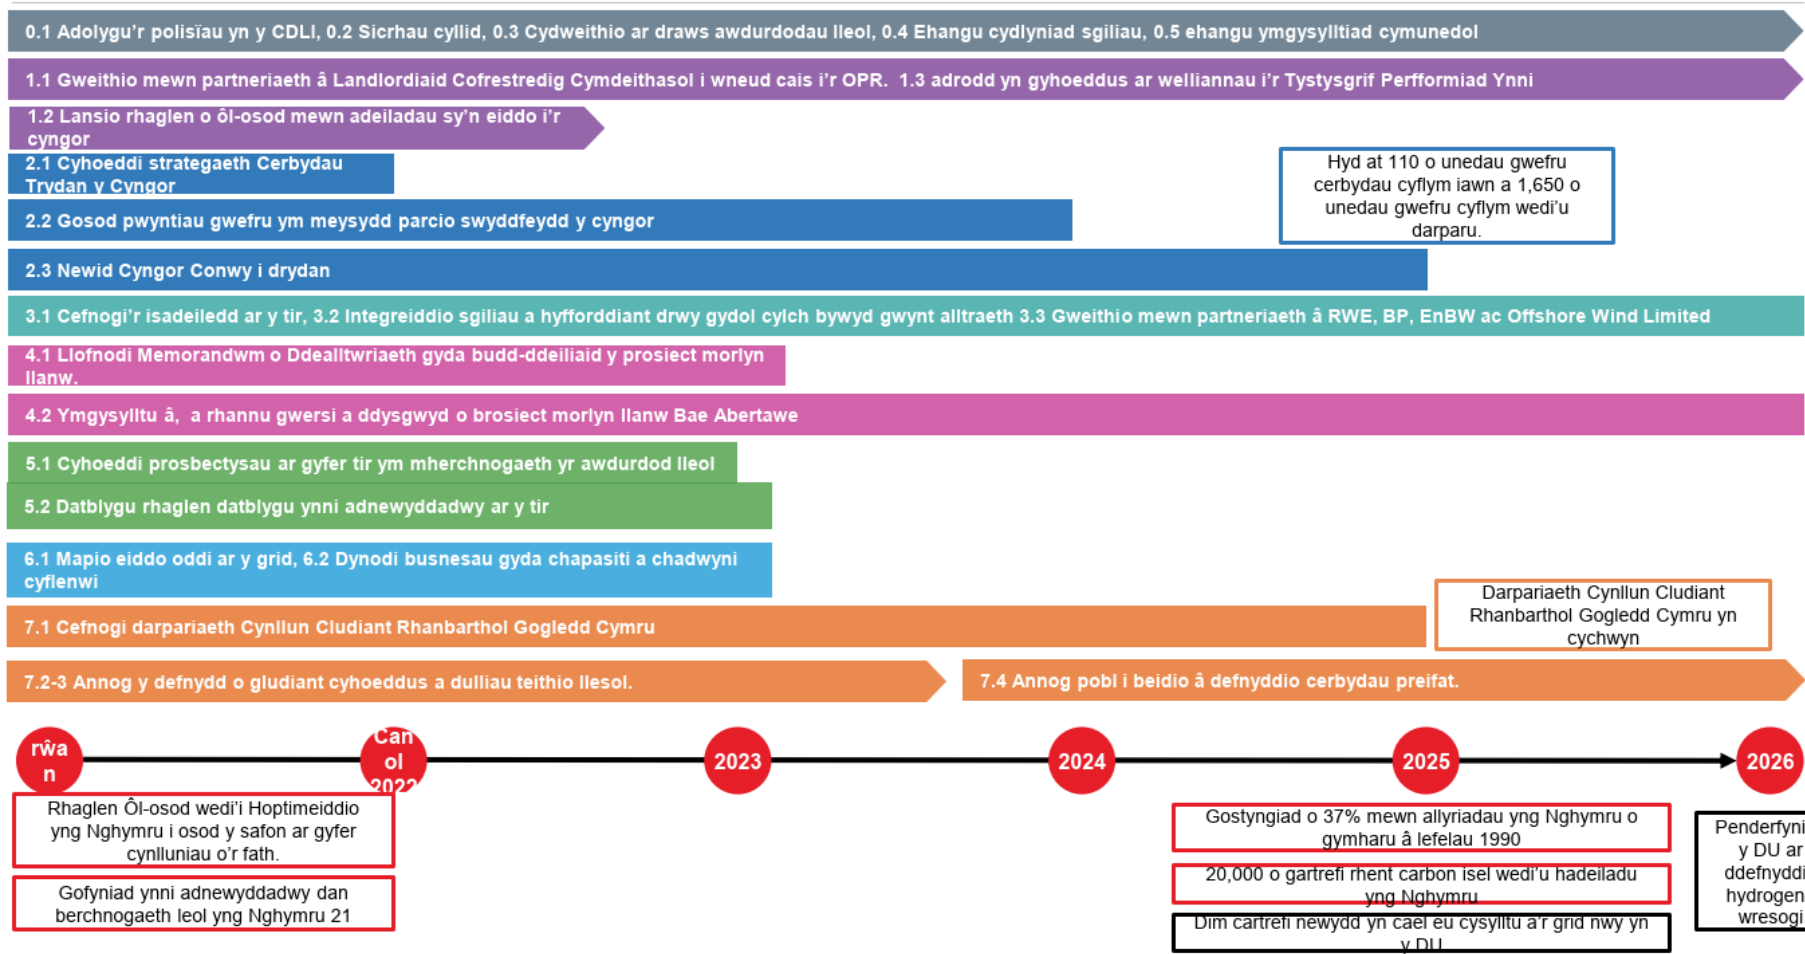 0.1 Adolygu'r polisïau yn y CDLl, 0.2 Sicrhau cyllid, 0.3 Cydweithio ar draws awdurdodau lleol, 0.4 Ehangu cydlyniad sgiliau, 0.5 ehangu ymgysylltiad cymunedol
1.1 Gweithio mewn partneriaeth â Landlordiaid Cofrestredig Cymdeithasol i wneud cais i'r OPR. 1.3 adrodd yn gyhoeddus ar welliannau i'r Tystysgrif Perfformiad Ynni
1.2 Lansio rhaglen o ôl-osod mewn adeiladau sy'n eiddo i'r
cyngor
2.1 Cyhoeddi strategaeth Cerbydau
Trydan y Cyngor
Hyd at 110 o unedau gwefru
cerbydau cyflym iawn a 1,650 o
unedau gwefru cyflym wedi'u
darparu.
2.2 Gosod pwyntiau gwefru ym meysydd parcio swyddfeydd y cyngor
2.3 Newid Cyngor Conwy i drydan
3.1 Cefnogi'r isadeiledd ar y tir, 3.2 Integreiddio sgiliau a hyfforddiant drwy gydol cylch bywyd gwynt alltraeth 3.3 Gweithio mewn partneriaeth â RWE, BP, EnBW ac Offshore Wind Limited
4.1 Llofnodi Memorandwm o Ddealltwriaeth gyda budd-ddeiliaid y prosiect morlyn
llanw.
4.2 Ymgysylltu â, a rhannu gwersi a ddysgwyd o brosiect morlyn llanw Bae Abertawe
5.1 Cyhoeddi prosbectysau ar gyfer tir ym mherchnogaeth yr awdurdod lleol
5.2 Datblygu rhaglen datblygu ynni adnewyddadwy ar y tir
6.1 Mapio eiddo oddi ar y grid, 6.2 Dynodi busnesau gyda chapasiti a chadwyni
cyflenwi
7.1 Cefnogi darpariaeth Cynllun Cludiant Rhanbarthol Gogledd Cymru
Darpariaeth Cynllun Cludiant
Rhanbarthol Gogledd Cymru yn
cychwyn
7.2-3 Annog y defnydd o gludiant cyhoeddus a dulliau teithio llesol.
7.4 Annog pobl i beidio â defnyddio cerbydau preifat.
rŵa
n
Can
ol
2022
2023
2024
2025
2026
Rhaglen Ôl-osod wedi'i Hoptimeiddio
yng Nghymru i osod y safon ar gyfer
cynlluniau o'r fath.
Gofyniad ynni adnewyddadwy dan
berchnogaeth leol yng Nghymru 21
Gostyngiad o 37% mewn allyriadau yng Nghymru o
gymharu â lefelau 1990
20,000 o gartrefi rhent carbon isel wedi'u hadeiladu
yng Nghymru
Dim cartrefi newydd yn cael eu cysylltu a'r grid nwy yn
y DU
Penderfyni
y DU ar
ddefnyddi
hydrogen
wresogi